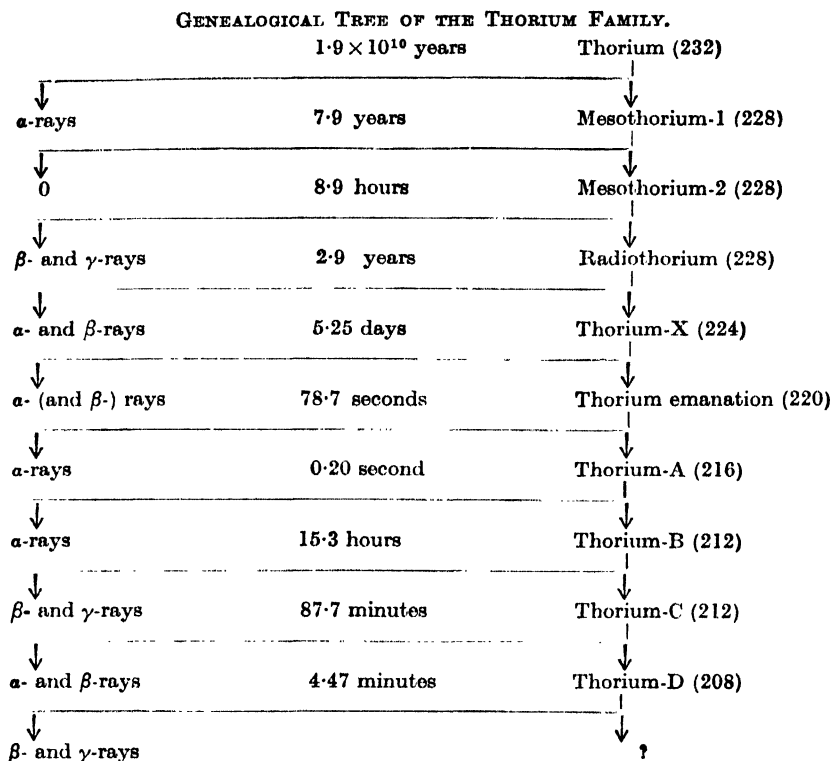 GENEALOGICAL TREE OF THE THORIUM FAMILY.
1·9 × 10¹⁰ years Thorium (232)
α-rays 7·9 years Mesothorium-1 (228)
0 8·9 hours Mesothorium-2 (228)
β- and γ-rays 2·9 years Radiothorium (228)
α- and β-rays 5·25 days Thorium-X (224)
α- (and β-) rays 78·7 seconds Thorium emanation (220)
α-rays 0·20 second Thorium-A (216)
α-rays 15·3 hours Thorium-B (212)
β- and γ-rays 87·7 minutes Thorium-C (212)
α- and β-rays 4·47 minutes Thorium-D (208)
β- and γ-rays ?